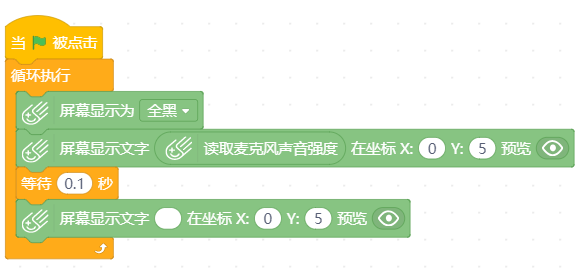 当 被点击
循环执行
屏幕显示为 全黑
屏幕显示文字 读取麦克风声音强度 在坐标 X: 0 Y: 5 预览
等待 0.1 秒
屏幕显示文字 在坐标 X: 0 Y: 5 预览